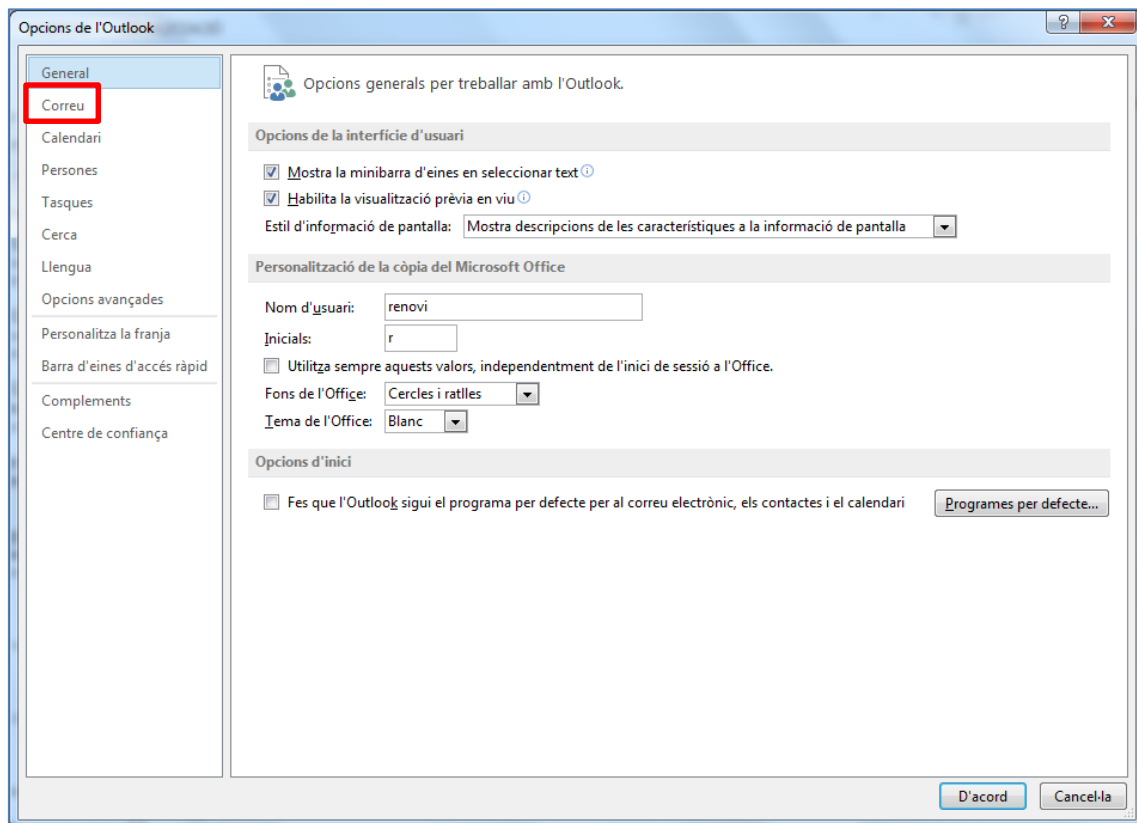 Opcions de l'Outlook
General
Correu
Calendari
Persones
Tasques
Cerca
Llengua
Opcions avançades
Personalitza la franja
Barra d'eines d'accés ràpid
Complements
Centre de confiança
Opcions generals per treballar amb l'Outlook.
Opcions de la interfície d'usuari
Mostra la minibarra d'eines en seleccionar text
Habilita la visualització prèvia en viu
Estil d'informació de pantalla: Mostra descripcions de les característiques a la informació de pantalla
Personalització de la còpia del Microsoft Office
Nom d'usuari: renovi
Inicials: r
Utilitza sempre aquests valors, independentment de l'inici de sessió a l'Office.
Fons de l'Office: Cercles i ratlles
Tema de l'Office: Blanc
Opcions d'inici
Fes que l'Outlook sigui el programa per defecte per al correu electrònic, els contactes i el calendari Programes per defecte...
D'acord Cancel·la